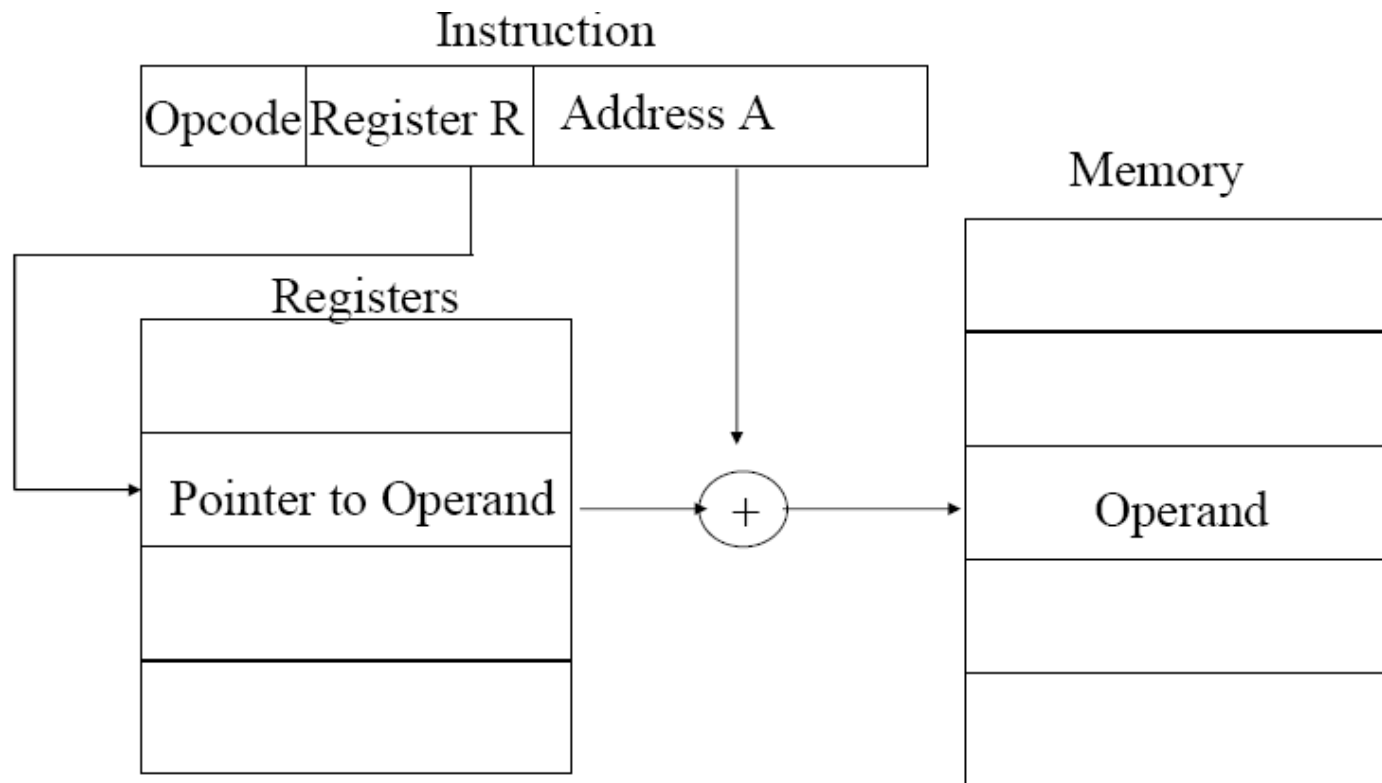 Instruction
Opcode Register R Address A
Memory
Registers
Pointer to Operand + Operand